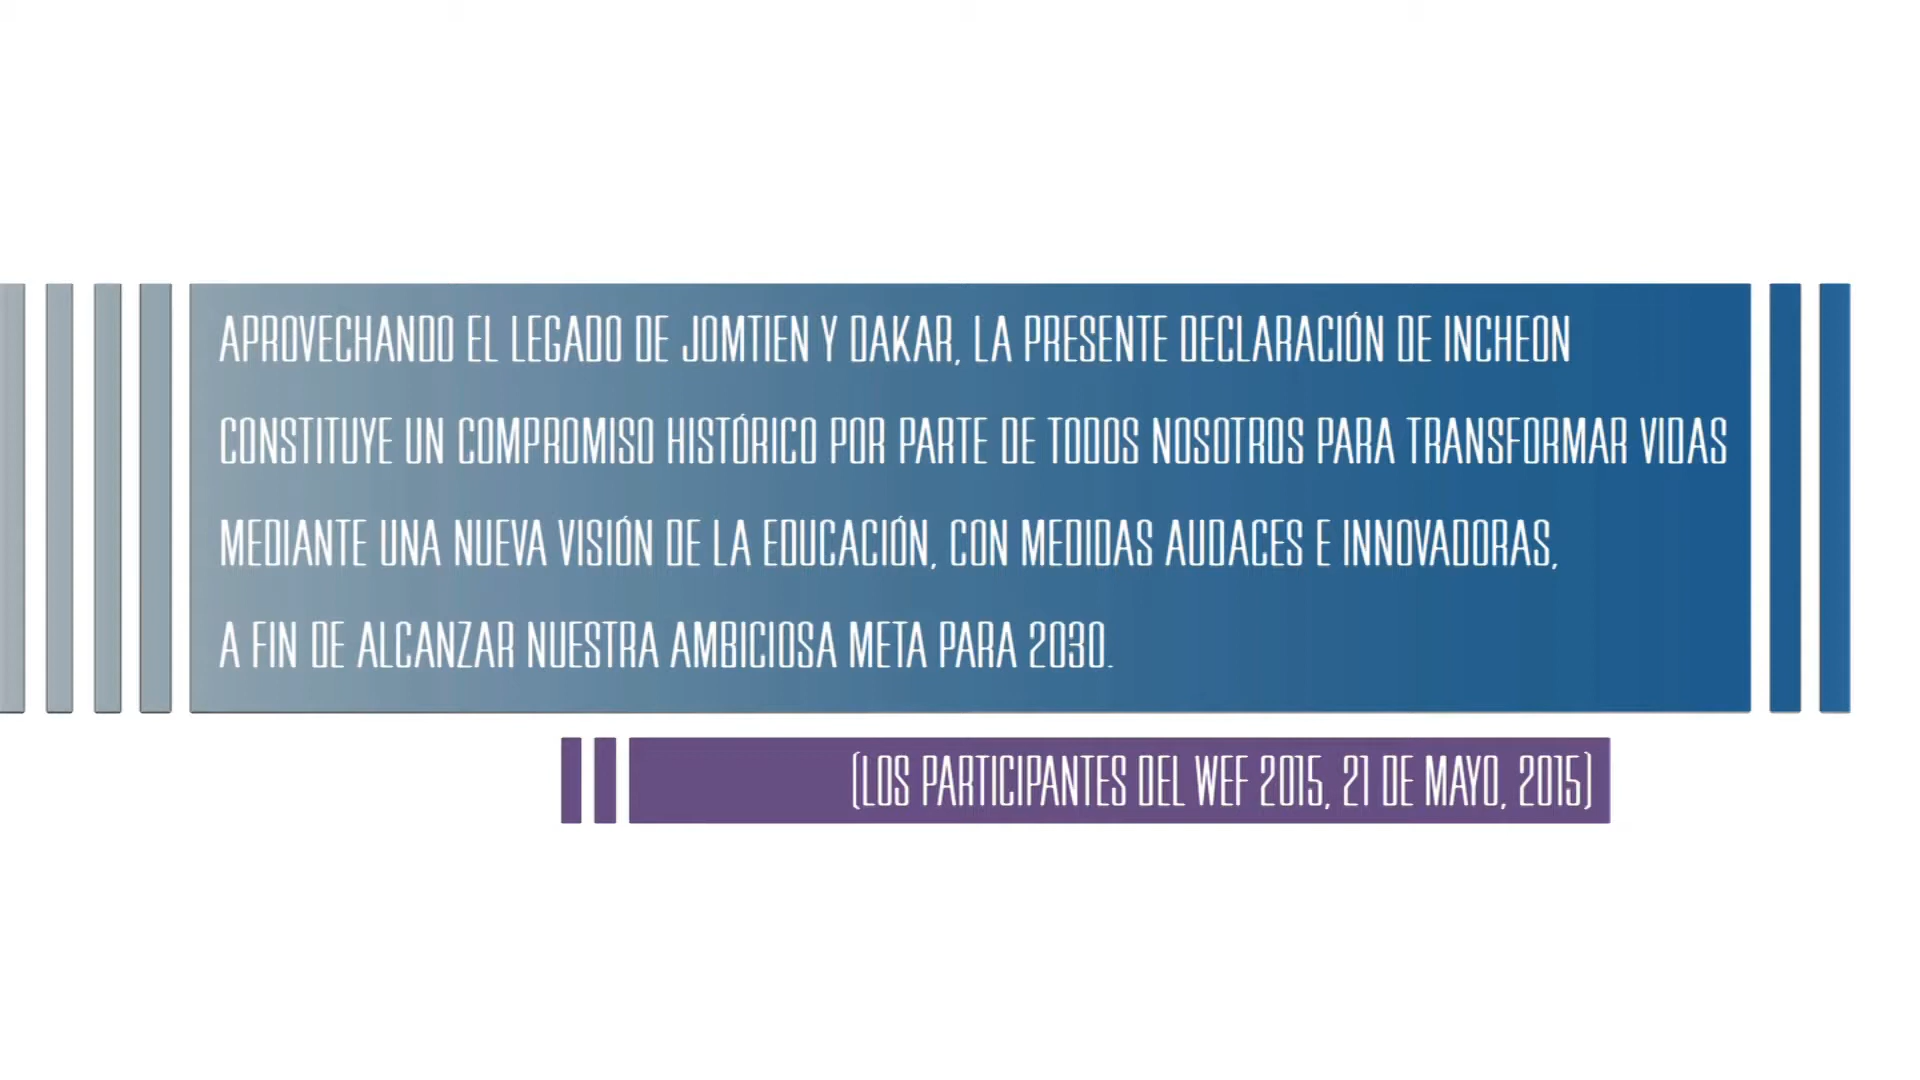 APROVECHANDO EL LEGADO DE JOMTIEN Y DAKAR, LA PRESENTE DECLARACIÓN DE INCHEON
CONSTITUYE UN COMPROMISO HISTÓRICO POR PARTE DE TODOS NOSOTROS PARA TRANSFORMAR VIDAS
MEDIANTE UNA NUEVA VISIÓN DE LA EDUCACIÓN, CON MEDIDAS AUDACES E INNOVADORAS,
A FIN DE ALCANZAR NUESTRA AMBICIOSA META PARA 2030.
(LOS PARTICIPANTES DEL WEF 2015, 21 DE MAYO, 2015)